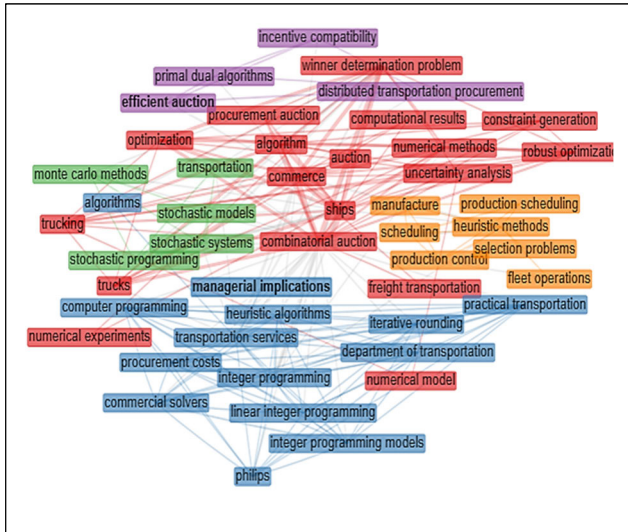 incentive compatibility
winner determination problem
primal dual algorithms
distributed transportation procurement
efficient auction
procurement auction
computational results
constraint generation
optimization
algorithm
numerical methods
robust optimizatio
auction
transportation
monte carlo methods
commerce
uncertainty analysis
algorithms
manufacture
production scheduling
stochastic models
ships
trucking
scheduling
heuristic methods
stochastic systems
combinatorial auction
selection problems
stochastic programming
production control
fleet operations
trucks
managerial implications
freight transportation
computer programming
practical transportation
heuristic algorithms
iterative rounding
numerical experiments
transportation services
department of transportation
procurement costs
integer programming
numerical model
commercial solvers
linear integer programming
integer programming models
philips